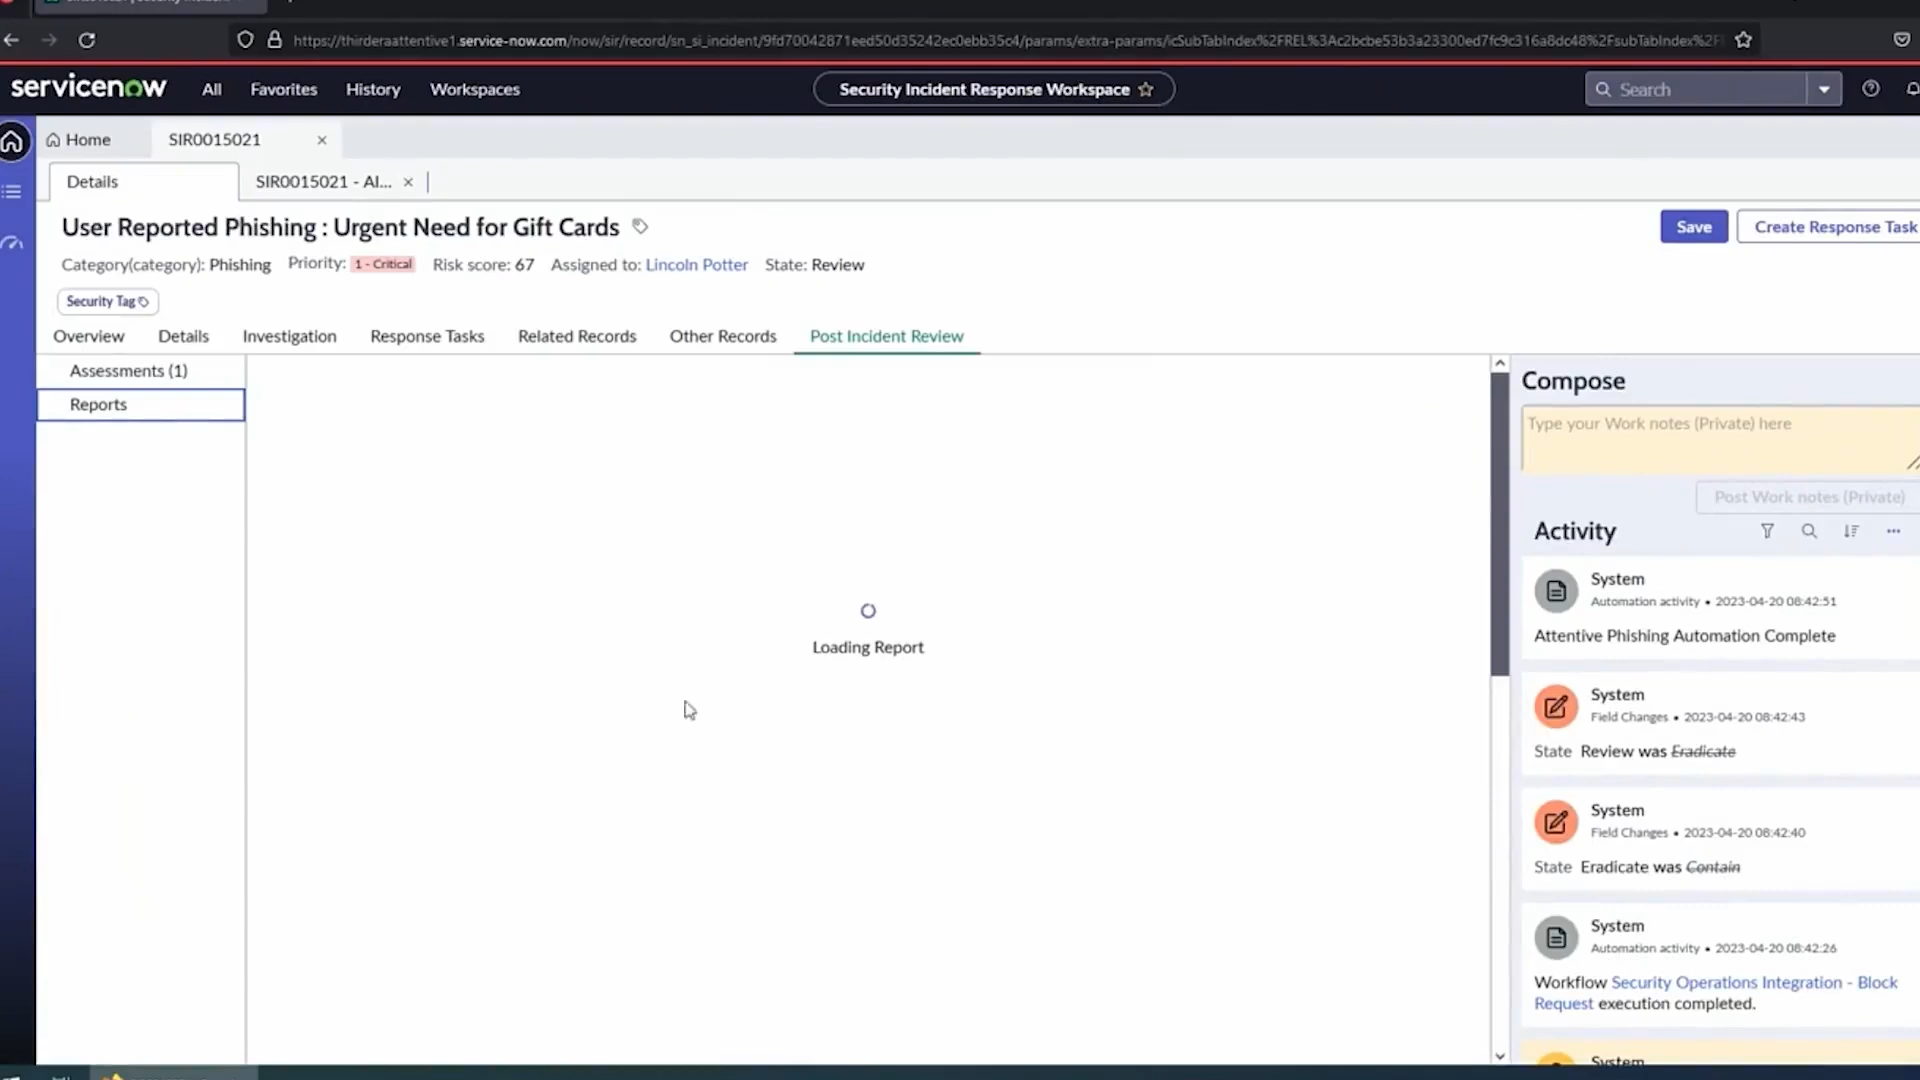 https://thirderaattentive1.service-now.com/now/sir/record/sn_si_incident/9fd70042871eed50d35242ec0ebb35c4/params/extra-params/icSubTabIndex%2FREL%3Ac2bcbe53b3a23300ed7fc9c316a8dc48%2FsubTabIndex%2F
servicenow All Favorites History Workspaces Security Incident Response Workspace Search
Home SIR0015021
Details SIR0015021 - AI...
User Reported Phishing : Urgent Need for Gift Cards Save Create Response Task
Category(category): Phishing Priority: 1 - Critical Risk score: 67 Assigned to: Lincoln Potter State: Review
Security Tag
Overview Details Investigation Response Tasks Related Records Other Records Post Incident Review
Assessments (1)
Reports
Loading Report
Compose
Type your Work notes (Private) here
Post Work notes (Private)
Activity
System
Automation activity • 2023-04-20 08:42:51
Attentive Phishing Automation Complete
System
Field Changes • 2023-04-20 08:42:43
State Review was Eradicate
System
Field Changes • 2023-04-20 08:42:40
State Eradicate was Contain
System
Automation activity • 2023-04-20 08:42:26
Workflow Security Operations Integration - Block
Request execution completed.
System